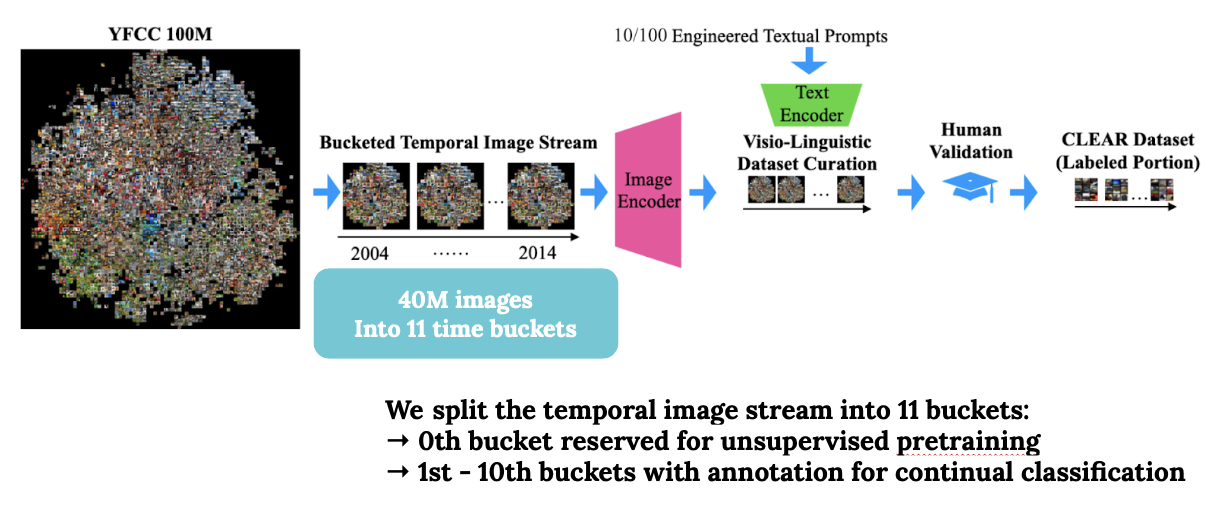 YFCC 100M
10/100 Engineered Textual Prompts
Text
Encoder
Bucketed Temporal Image Stream
2004
......
2014
Image
Encoder
Visio-Linguistic
Dataset Curation
...
Human
Validation
CLEAR Dataset
(Labeled Portion)
...
40M images
Into 11 time buckets
We split the temporal image stream into 11 buckets:
→ 0th bucket reserved for unsupervised pretraining
→ 1st - 10th buckets with annotation for continual classification